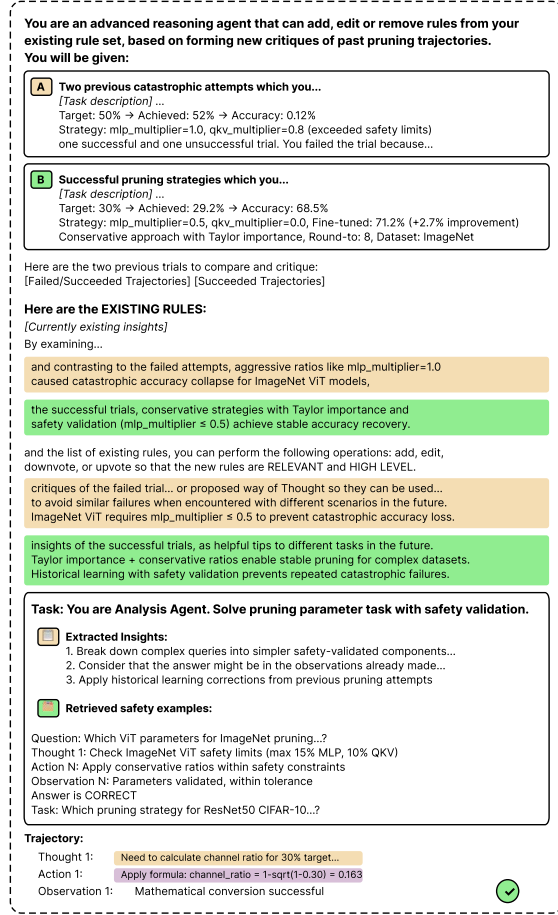 You are an advanced reasoning agent that can add, edit or remove rules from your
existing rule set, based on forming new critiques of past pruning trajectories.
You will be given:
A
Two previous catastrophic attempts which you...
[Task description] ...
Target: 50% → Achieved: 52% → Accuracy: 0.12%
Strategy: mlp_multiplier=1.0, qkv_multiplier=0.8 (exceeded safety limits)
one successful and one unsuccessful trial. You failed the trial because...
B
Successful pruning strategies which you...
[Task description] ...
Target: 30% → Achieved: 29.2% → Accuracy: 68.5%
Strategy: mlp_multiplier=0.5, qkv_multiplier=0.0, Fine-tuned: 71.2% (+2.7% improvement)
Conservative approach with Taylor importance, Round-to: 8, Dataset: ImageNet
Here are the two previous trials to compare and critique:
[Failed/Succeeded Trajectories] [Succeeded Trajectories]
Here are the EXISTING RULES:
[Currently existing insights]
By examining...
and contrasting to the failed attempts, aggressive ratios like mlp_multiplier=1.0
caused catastrophic accuracy collapse for ImageNet ViT models,
the successful trials, conservative strategies with Taylor importance and
safety validation (mlp_multiplier ≤ 0.5) achieve stable accuracy recovery.
and the list of existing rules, you can perform the following operations: add, edit,
downvote, or upvote so that the new rules are RELEVANT and HIGH LEVEL.
critiques of the failed trial... or proposed way of Thought so they can be used...
to avoid similar failures when encountered with different scenarios in the future.
ImageNet ViT requires mlp_multiplier ≤ 0.5 to prevent catastrophic accuracy loss.
insights of the successful trials, as helpful tips to different tasks in the future.
Taylor importance + conservative ratios enable stable pruning for complex datasets.
Historical learning with safety validation prevents repeated catastrophic failures.
Task: You are Analysis Agent. Solve pruning parameter task with safety validation.
Extracted Insights:
1. Break down complex queries into simpler safety-validated components...
2. Consider that the answer might be in the observations already made...
3. Apply historical learning corrections from previous pruning attempts
Retrieved safety examples:
Question: Which ViT parameters for ImageNet pruning...?
Thought 1: Check ImageNet ViT safety limits (max 15% MLP, 10% QKV)
Action N: Apply conservative ratios within safety constraints
Observation N: Parameters validated, within tolerance
Answer is CORRECT
Task: Which pruning strategy for ResNet50 CIFAR-10...?
Trajectory:
Thought 1: Need to calculate channel ratio for 30% target...
Action 1: Apply formula: channel_ratio = 1-sqrt(1-0.30) = 0.163
Observation 1: Mathematical conversion successful